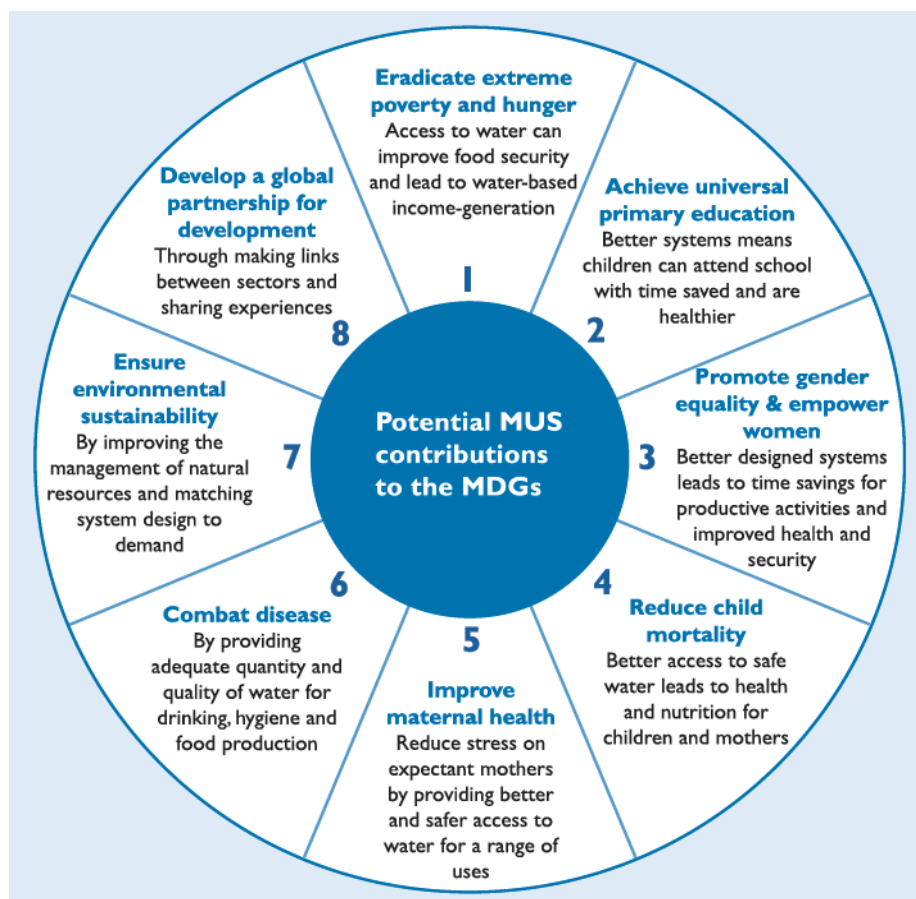 Potential MUS
contributions
to the MDGs
1
Eradicate extreme
poverty and hunger
Access to water can
improve food security
and lead to water-based
income-generation
2
Achieve universal
primary education
Better systems means
children can attend school
with time saved and are
healthier
3
Promote gender
equality & empower
women
Better designed systems
leads to time savings for
productive activities and
improved health and
security
4
Reduce child
mortality
Better access to safe
water leads to health
and nutrition for
children and mothers
5
Improve
maternal health
Reduce stress on
expectant mothers
by providing better
and safer access to
water for a range of
uses
6
Combat disease
By providing
adequate quantity and
quality of water for
drinking, hygiene and
food production
7
Ensure
environmental
sustainability
By improving the
management of natural
resources and matching
system design to
demand
8
Develop a global
partnership for
development
Through making links
between sectors and
sharing experiences